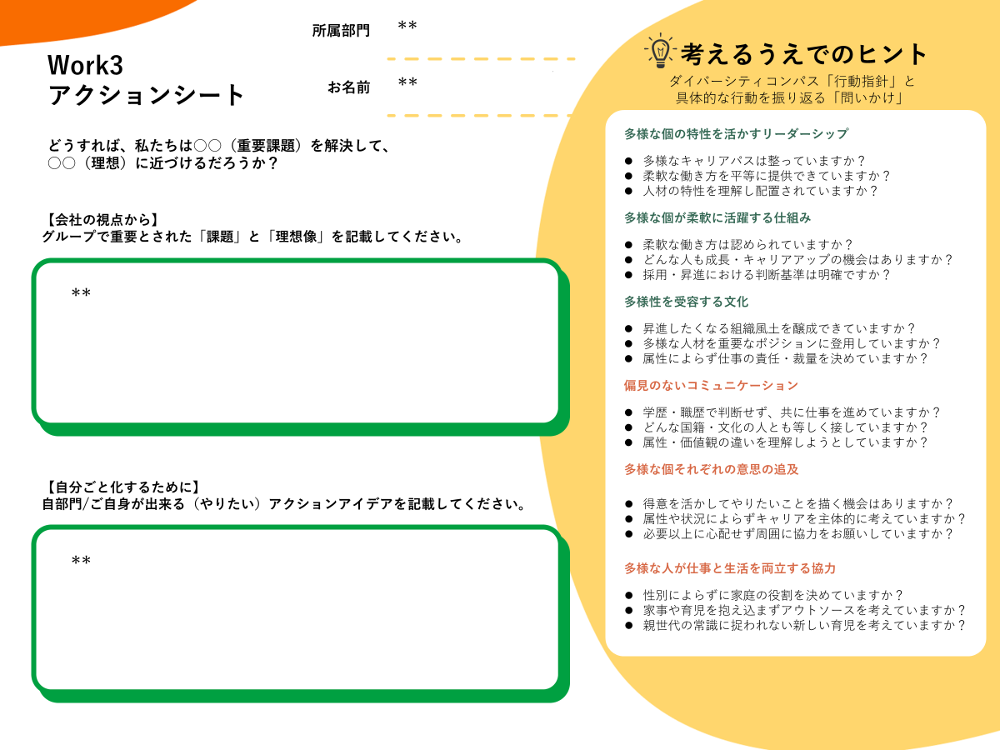 Work3
アクションシート
所属部門 **
お名前 **
どうすれば、私たちは〇〇（重要課題）を解決して、
〇〇（理想）に近づけるだろうか？
【会社の視点から】
グループで重要とされた「課題」と「理想像」を記載してください。
**
【自分ごと化するために】
自部門/ご自身が出来る（やりたい）アクションアイデアを記載してください。
**
考えるうえでのヒント
ダイバーシティコンパス「行動指針」と
具体的な行動を振り返る「問いかけ」
多様な個の特性を活かすリーダーシップ
● 多様なキャリアパスは整っていますか？
● 柔軟な働き方を平等に提供できていますか？
● 人材の特性を理解し配置されていますか？
多様な個が柔軟に活躍する仕組み
● 柔軟な働き方は認められていますか？
● どんな人も成長・キャリアアップの機会はありますか？
● 採用・昇進における判断基準は明確ですか？
多様性を受容する文化
● 昇進したくなる組織風土を醸成できていますか？
● 多様な人材を重要なポジションに登用していますか？
● 属性によらず仕事の責任・裁量を決めていますか？
偏見のないコミュニケーション
● 学歴・職歴で判断せず、共に仕事を進めていますか？
● どんな国籍・文化の人とも等しく接していますか？
● 属性・価値観の違いを理解しようとしていますか？
多様な個それぞれの意思の追及
● 得意を活かしてやりたいことを描く機会はありますか？
● 属性や状況によらずキャリアを主体的に考えていますか？
● 必要以上に心配せず周囲に協力をお願いしていますか？
多様な人が仕事と生活を両立する協力
● 性別によらずに家庭の役割を決めていますか？
● 家事や育児を抱え込まずアウトソースを考えていますか？
● 親世代の常識に捉われない新しい育児を考えていますか？